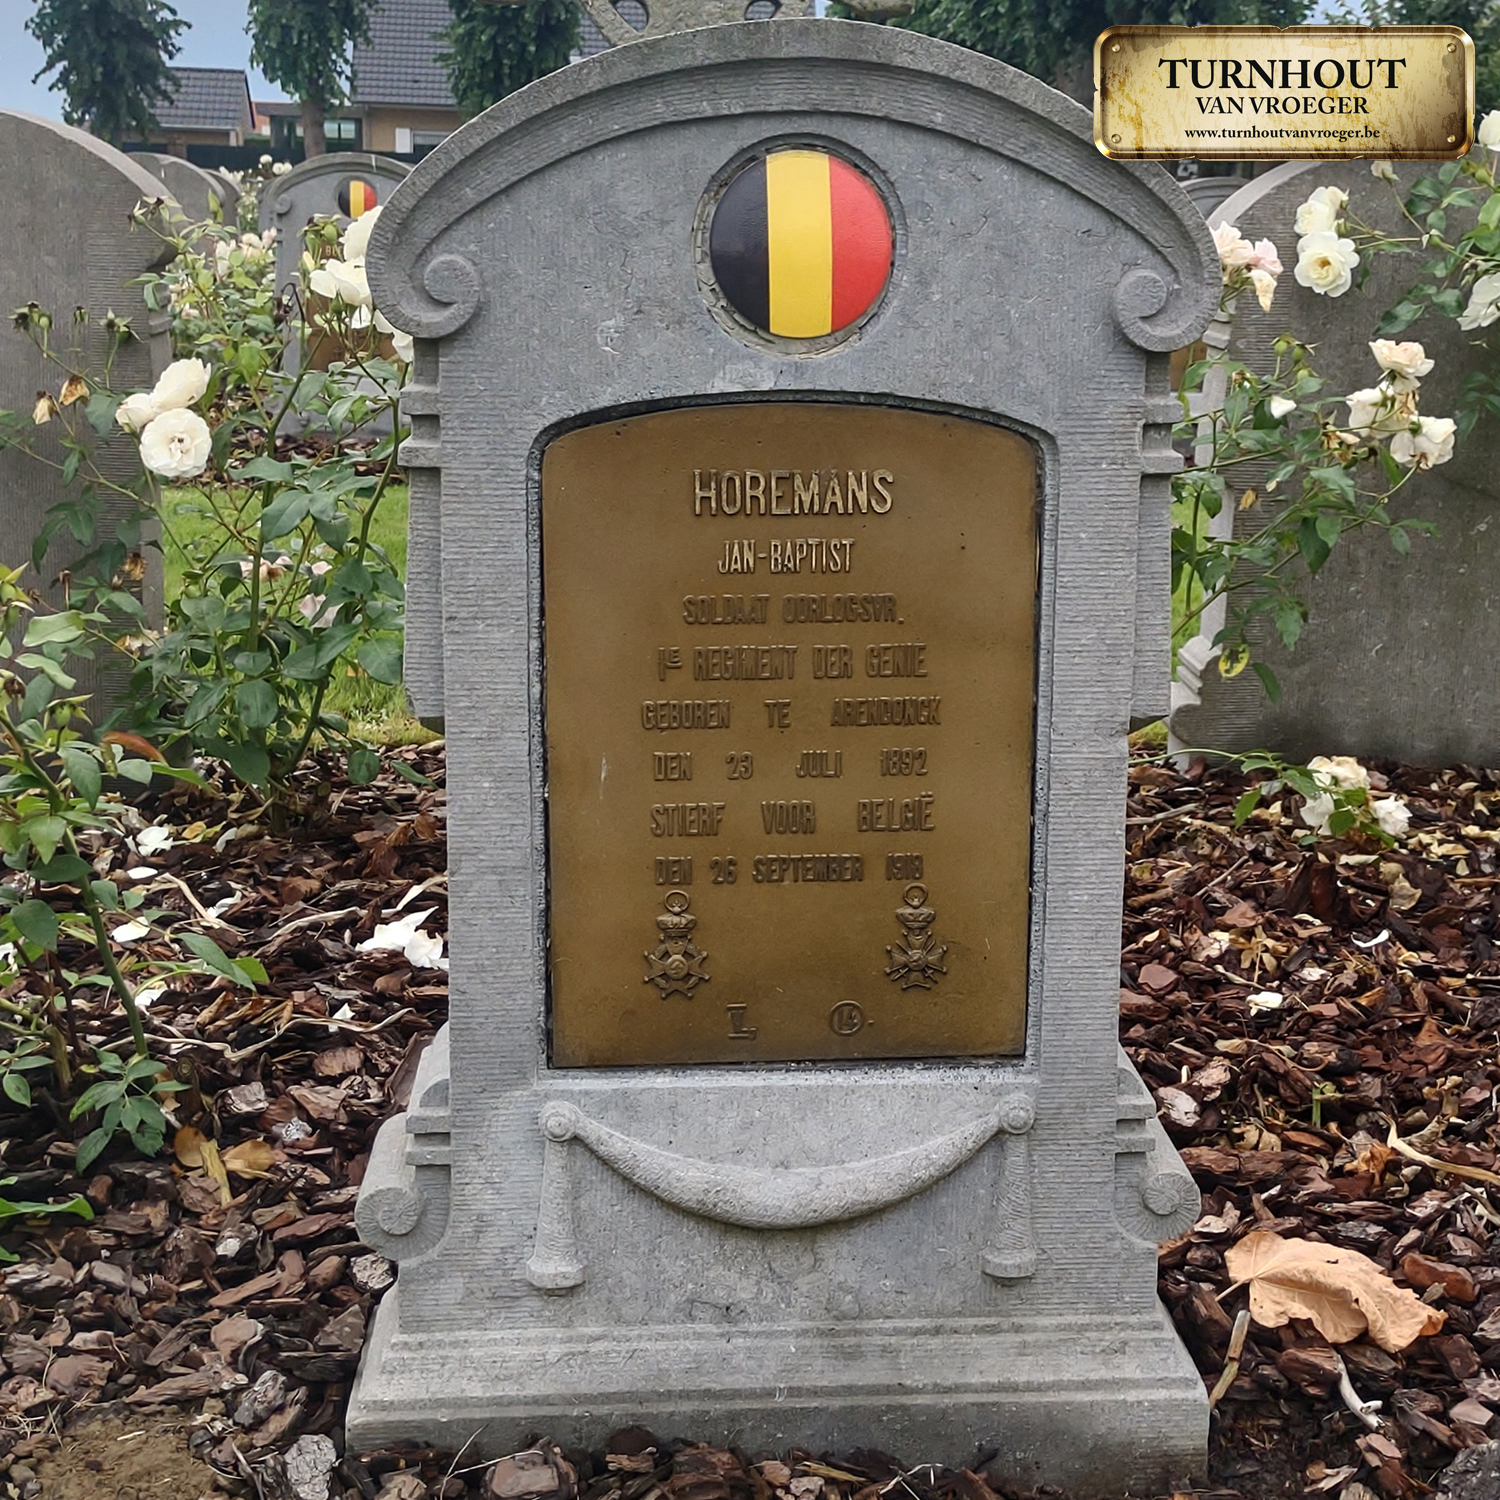 TURNHOUT
VAN VROEGER
www.turnhoutvanvroeger.be
HOREMANS
JAN-BAPTIST
SOLDAAT OORLOGSVR.
1E REGIMENT DER GENIE
GEBOREN TE ARENDONCK
DEN 23 JULI 1892
STIERF VOOR BELGIË
DEN 26 SEPTEMBER 1918
V, 14.